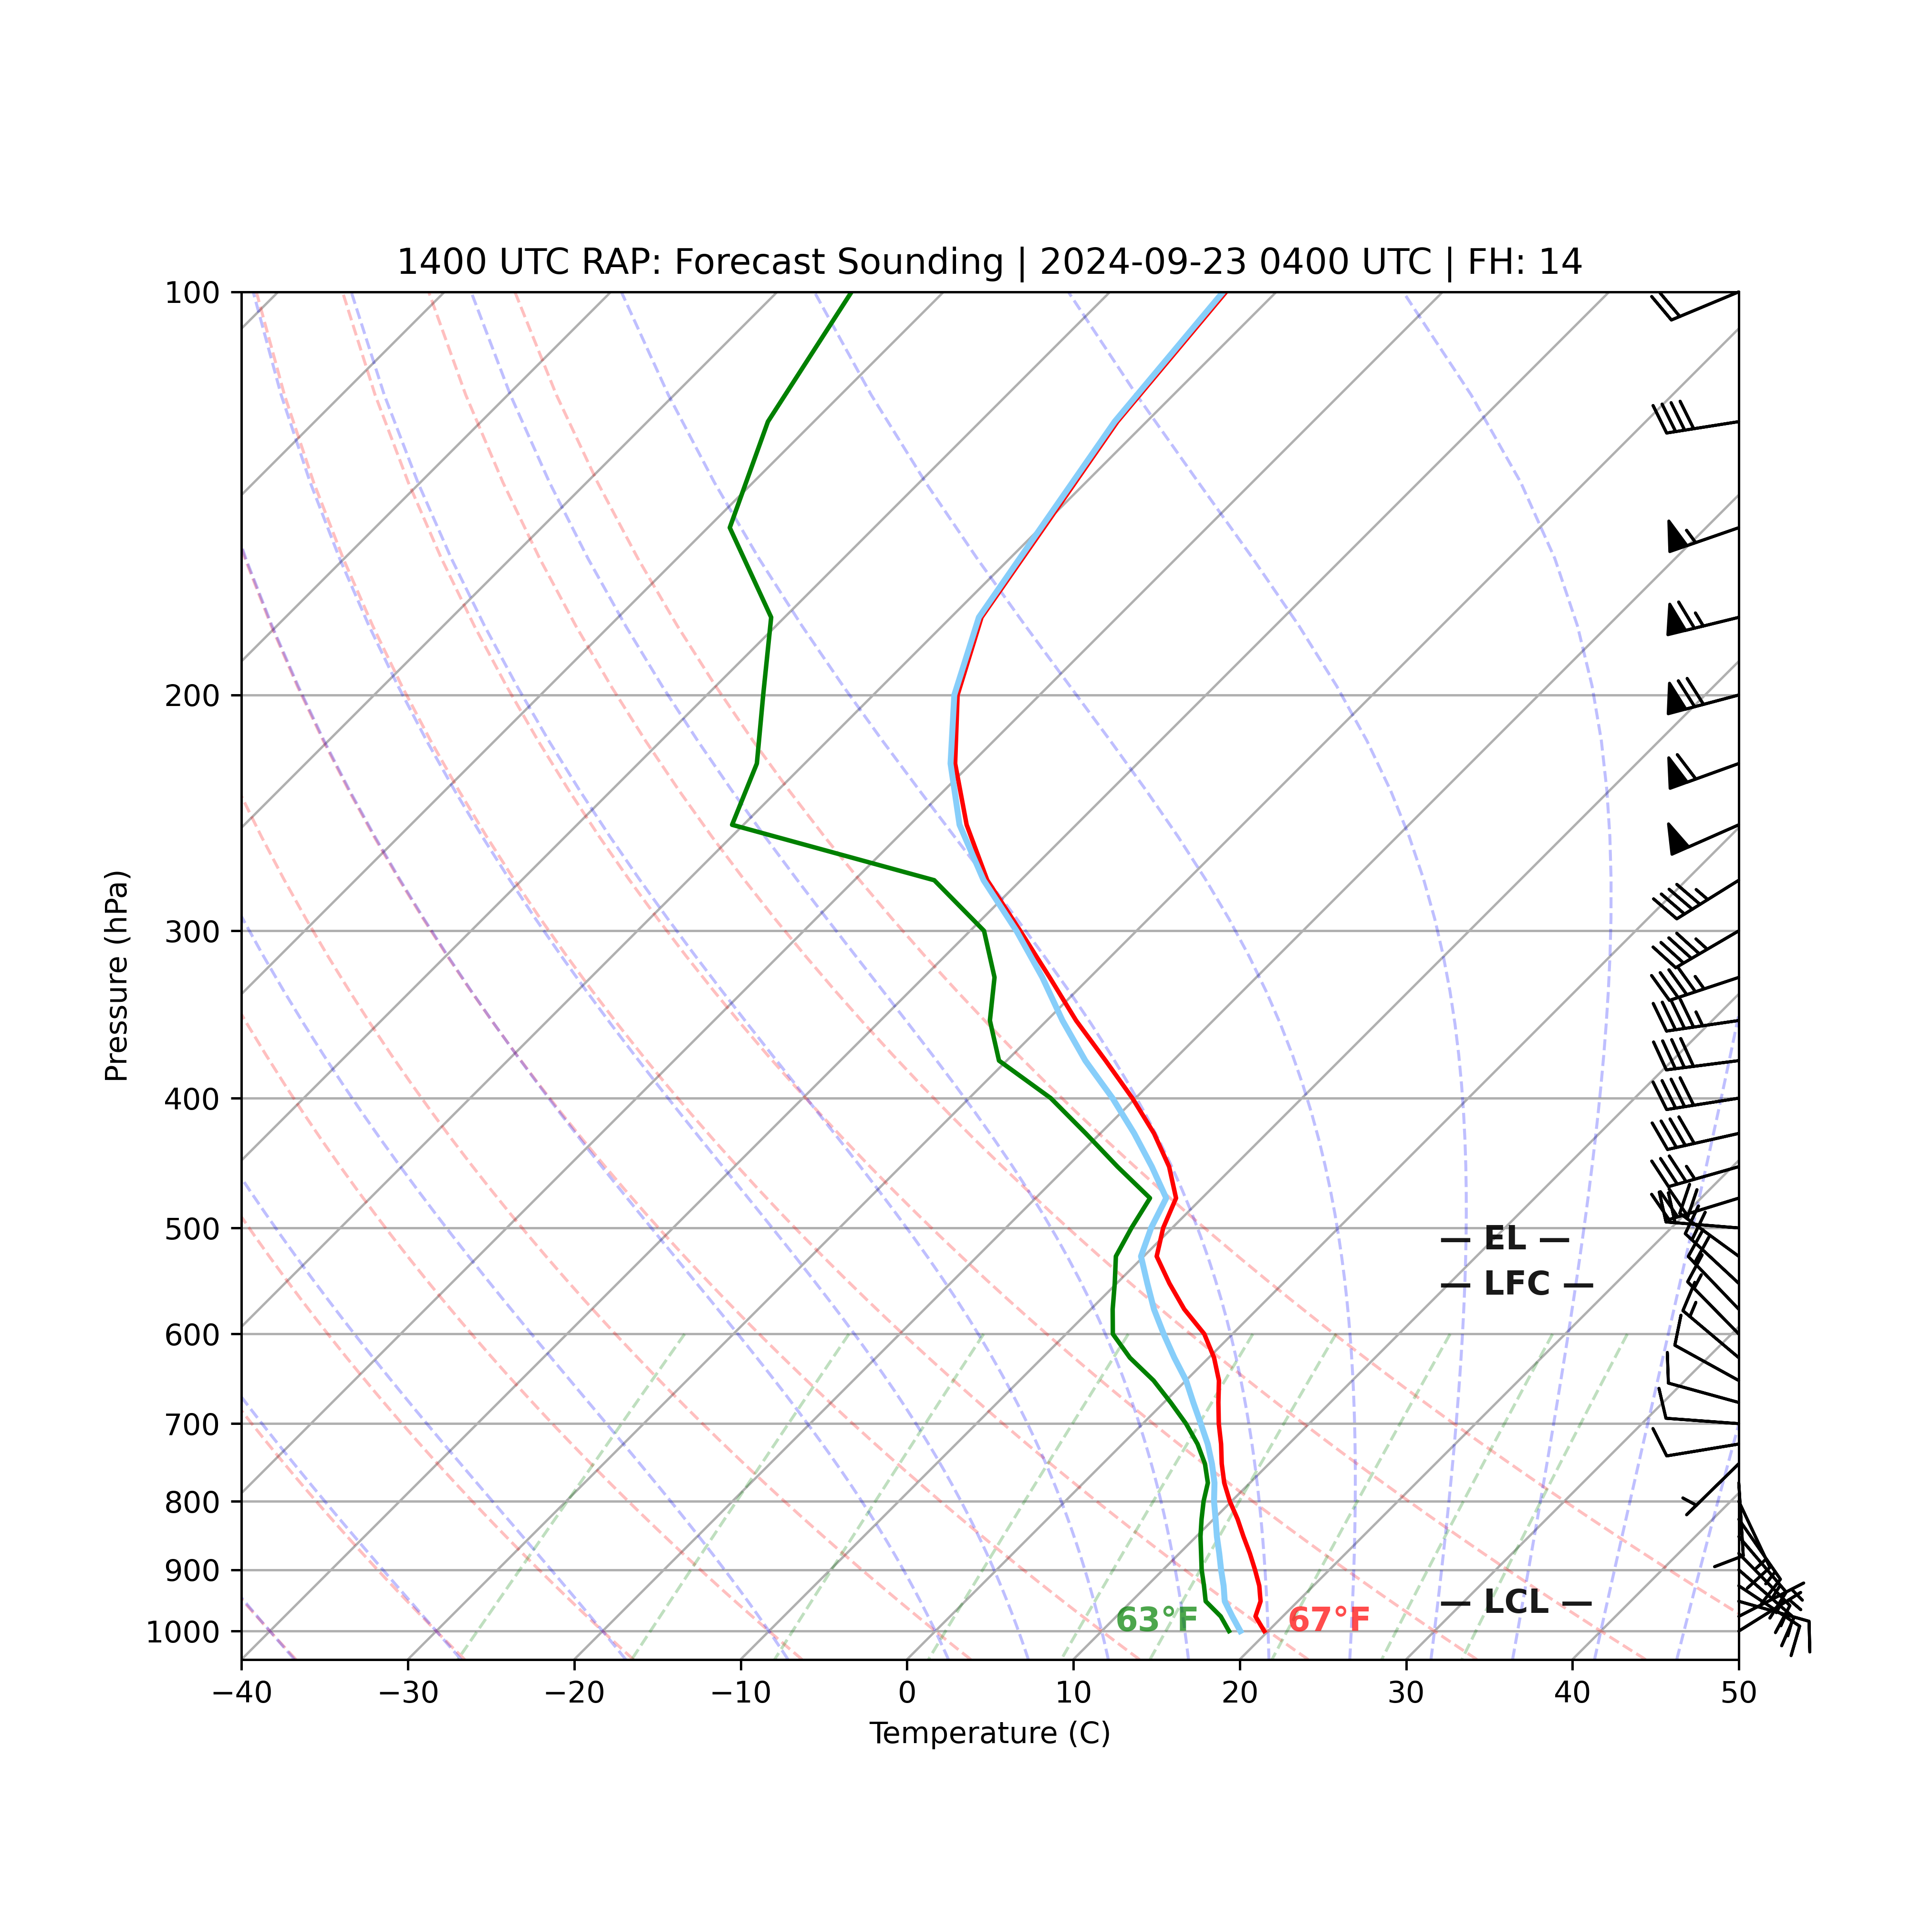 1400 UTC RAP: Forecast Sounding | 2024-09-23 0400 UTC | FH: 14
100
200
300
400
500
600
700
800
900
1000
Pressure (hPa)
— EL —
— LFC —
— LCL —
63°F
67°F
−40 −30 −20 −10 0 10 20 30 40 50
Temperature (C)